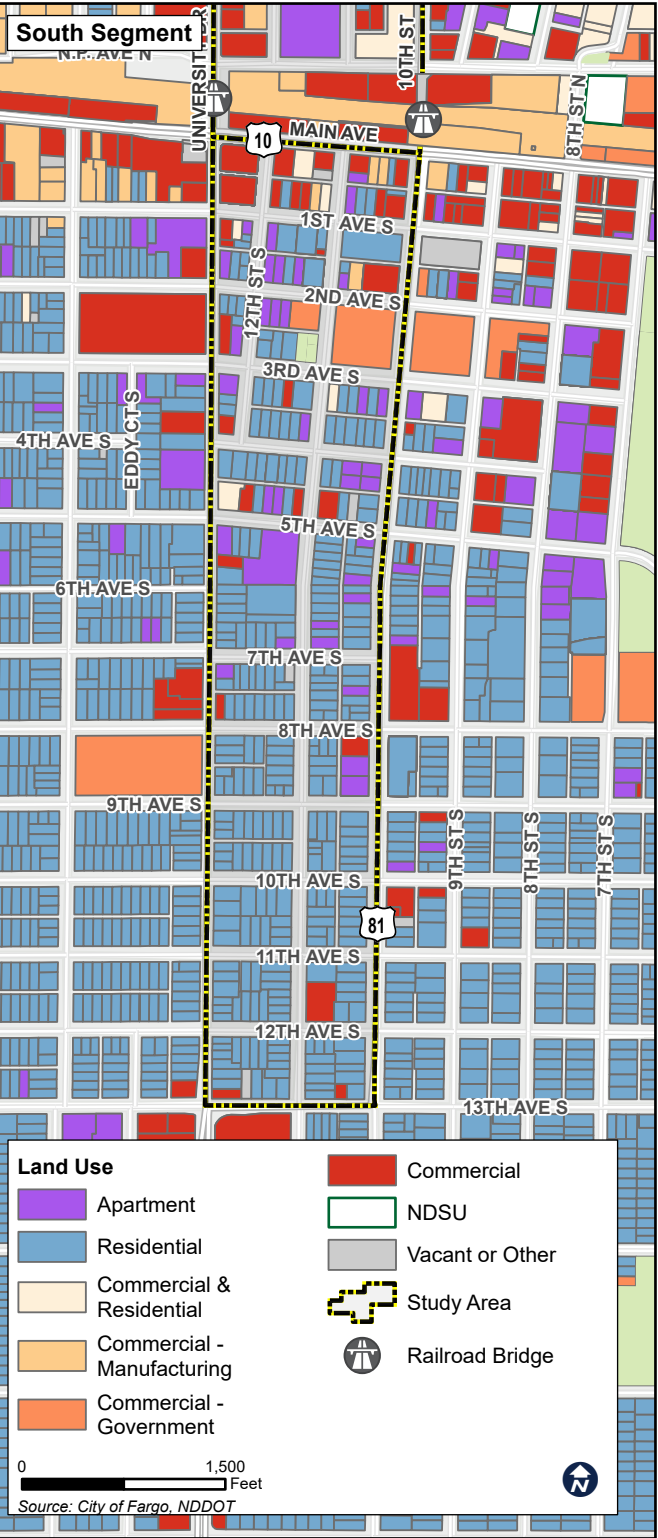 South Segment
N.P. AVE N
UNIVERSITY DR
10TH ST
8TH ST N
10
MAIN AVE
1ST AVE S
12TH ST S
2ND AVE S
3RD AVE S
EDDY CT S
4TH AVE S
5TH AVE S
6TH AVE S
7TH AVE S
8TH AVE S
9TH AVE S
9TH ST S
8TH ST S
7TH ST S
10TH AVE S
81
11TH AVE S
12TH AVE S
13TH AVE S
Land Use
Apartment
Residential
Commercial &
Residential
Commercial -
Manufacturing
Commercial -
Government
Commercial
NDSU
Vacant or Other
Study Area
Railroad Bridge
0 1,500
Feet
Source: City of Fargo, NDDOT
N